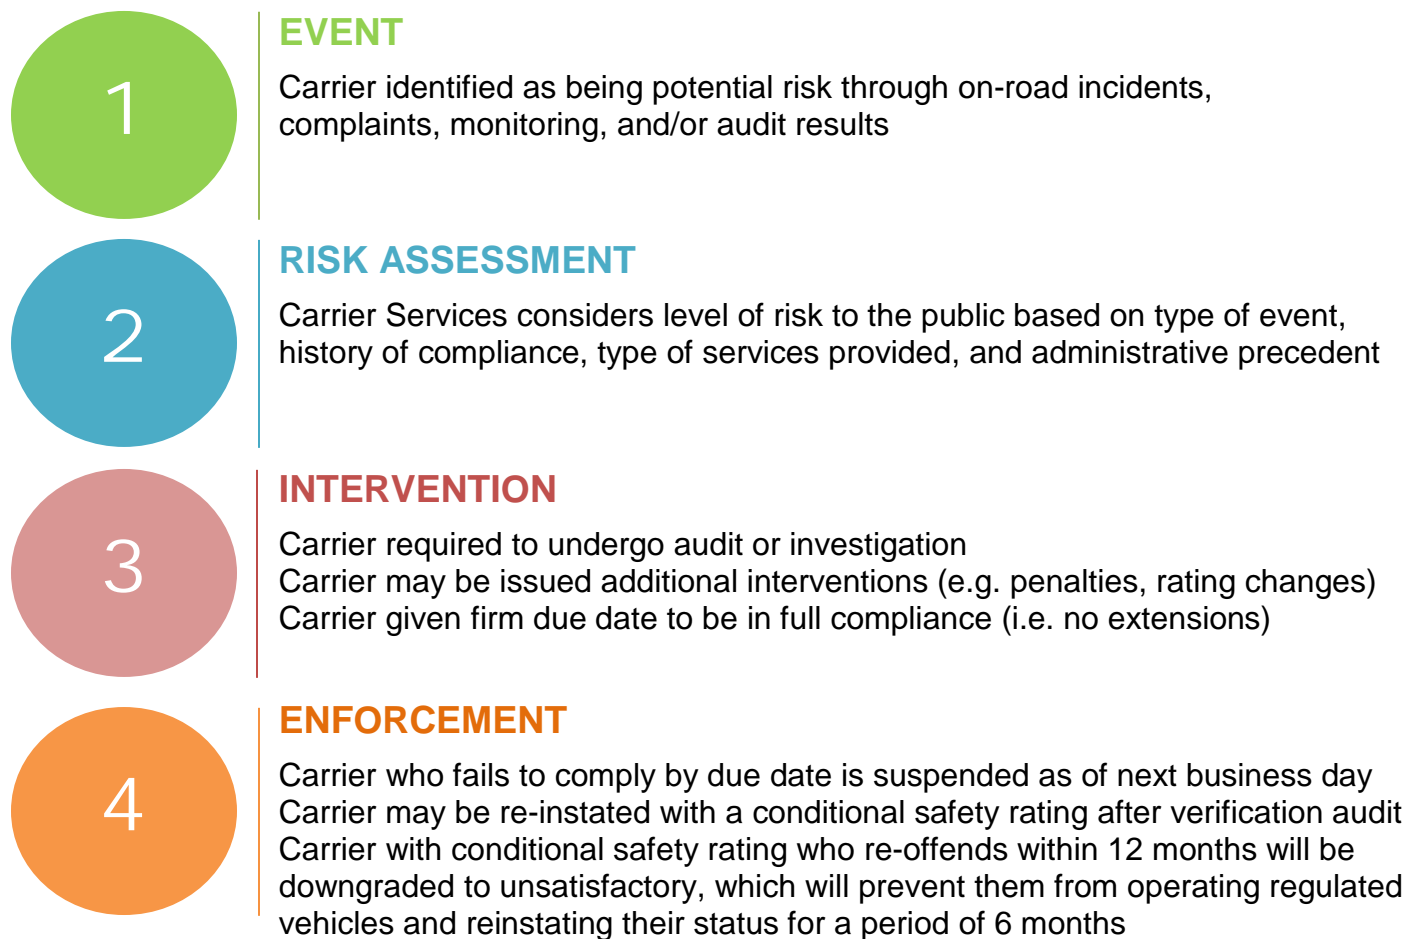 1
EVENT
Carrier identified as being potential risk through on-road incidents,
complaints, monitoring, and/or audit results
2
RISK ASSESSMENT
Carrier Services considers level of risk to the public based on type of event,
history of compliance, type of services provided, and administrative precedent
3
INTERVENTION
Carrier required to undergo audit or investigation
Carrier may be issued additional interventions (e.g. penalties, rating changes)
Carrier given firm due date to be in full compliance (i.e. no extensions)
4
ENFORCEMENT
Carrier who fails to comply by due date is suspended as of next business day
Carrier may be re-instated with a conditional safety rating after verification audit
Carrier with conditional safety rating who re-offends within 12 months will be
downgraded to unsatisfactory, which will prevent them from operating regulated
vehicles and reinstating their status for a period of 6 months